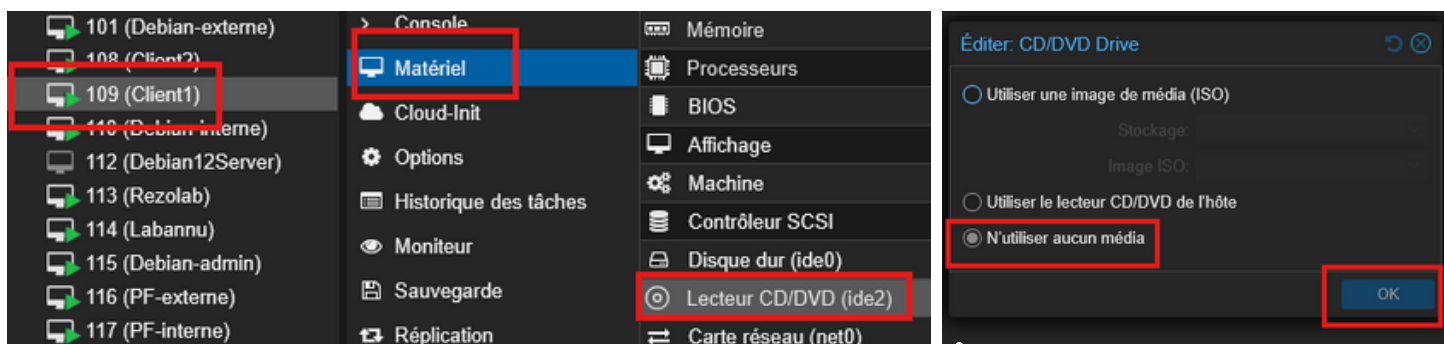 101 (Debian-externe)
108 (Client2)
109 (Client1)
110 (Debian-interne)
112 (Debian12Server)
113 (Rezolab)
114 (Labannu)
115 (Debian-admin)
116 (PF-externe)
117 (PF-interne)
Console
Matériel
Cloud-Init
Options
Historique des tâches
Moniteur
Sauvegarde
Réplication
Mémoire
Processeurs
BIOS
Affichage
Machine
Contrôleur SCSI
Disque dur (ide0)
Lecteur CD/DVD (ide2)
Carte réseau (net0)
Éditer: CD/DVD Drive
Utiliser une image de média (ISO)
Stockage:
Image ISO:
Utiliser le lecteur CD/DVD de l'hôte
N'utiliser aucun média
OK